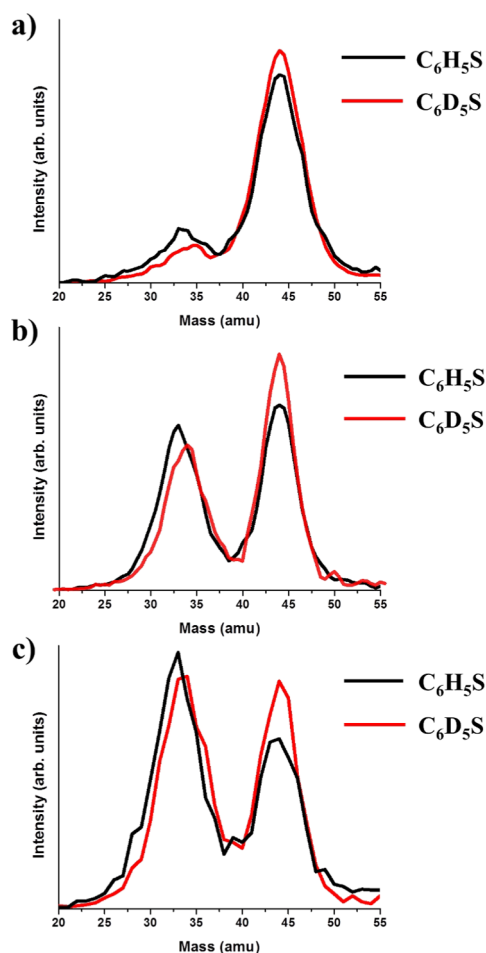 a)
C₆H₅S
C₆D₅S
Intensity (arb. units)
20 25 30 35 40 45 50 55
Mass (amu)
b)
C₆H₅S
C₆D₅S
Intensity (arb. units)
20 25 30 35 40 45 50 55
Mass (amu)
c)
C₆H₅S
C₆D₅S
Intensity (arb. units)
20 25 30 35 40 45 50 55
Mass (amu)